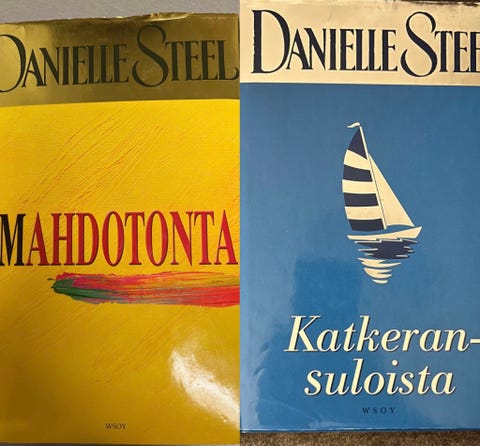 DANIELLE STEEL
MAHDOTONTA
WSOY
DANIELLE STEE
Katkeran-
suloista
WSOY